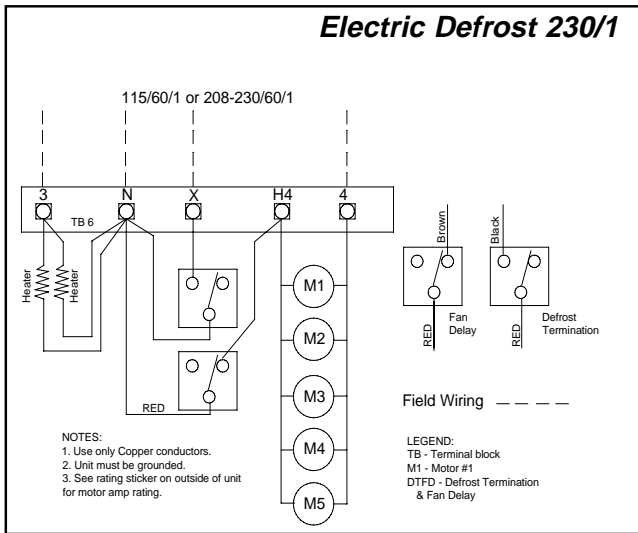 Electric Defrost 230/1
115/60/1 or 208-230/60/1
3 N X H4 4
TB 6
Heater
Heater
M1
M2
M3
M4
M5
RED
Brown
Black
RED
Fan
Delay
RED
Defrost
Termination
Field Wiring
NOTES:
1. Use only Copper conductors.
2. Unit must be grounded.
3. See rating sticker on outside of unit
for motor amp rating.
LEGEND:
TB - Terminal block
M1 - Motor #1
DTFD - Defrost Termination
& Fan Delay